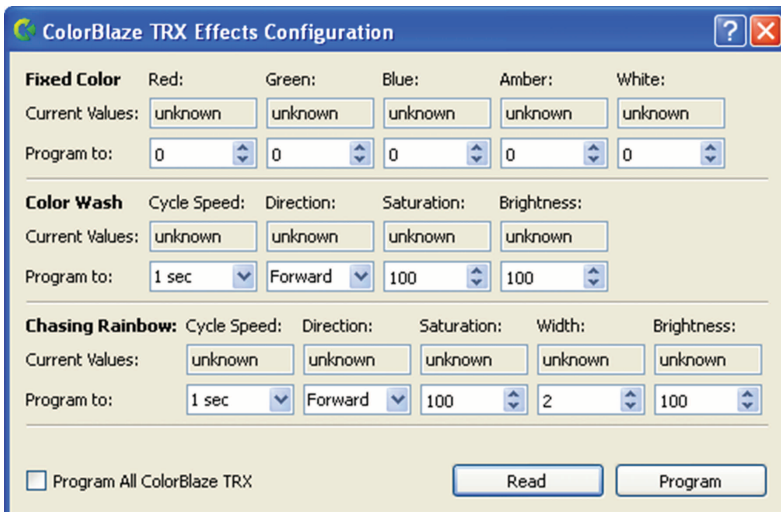 ColorBlaze TRX Effects Configuration
Fixed Color Red: Green: Blue: Amber: White:
Current Values: unknown unknown unknown unknown unknown
Program to: 0 0 0 0 0
Color Wash Cycle Speed: Direction: Saturation: Brightness:
Current Values: unknown unknown unknown unknown
Program to: 1 sec Forward 100 100
Chasing Rainbow: Cycle Speed: Direction: Saturation: Width: Brightness:
Current Values: unknown unknown unknown unknown unknown
Program to: 1 sec Forward 100 2 100
Program All ColorBlaze TRX Read Program